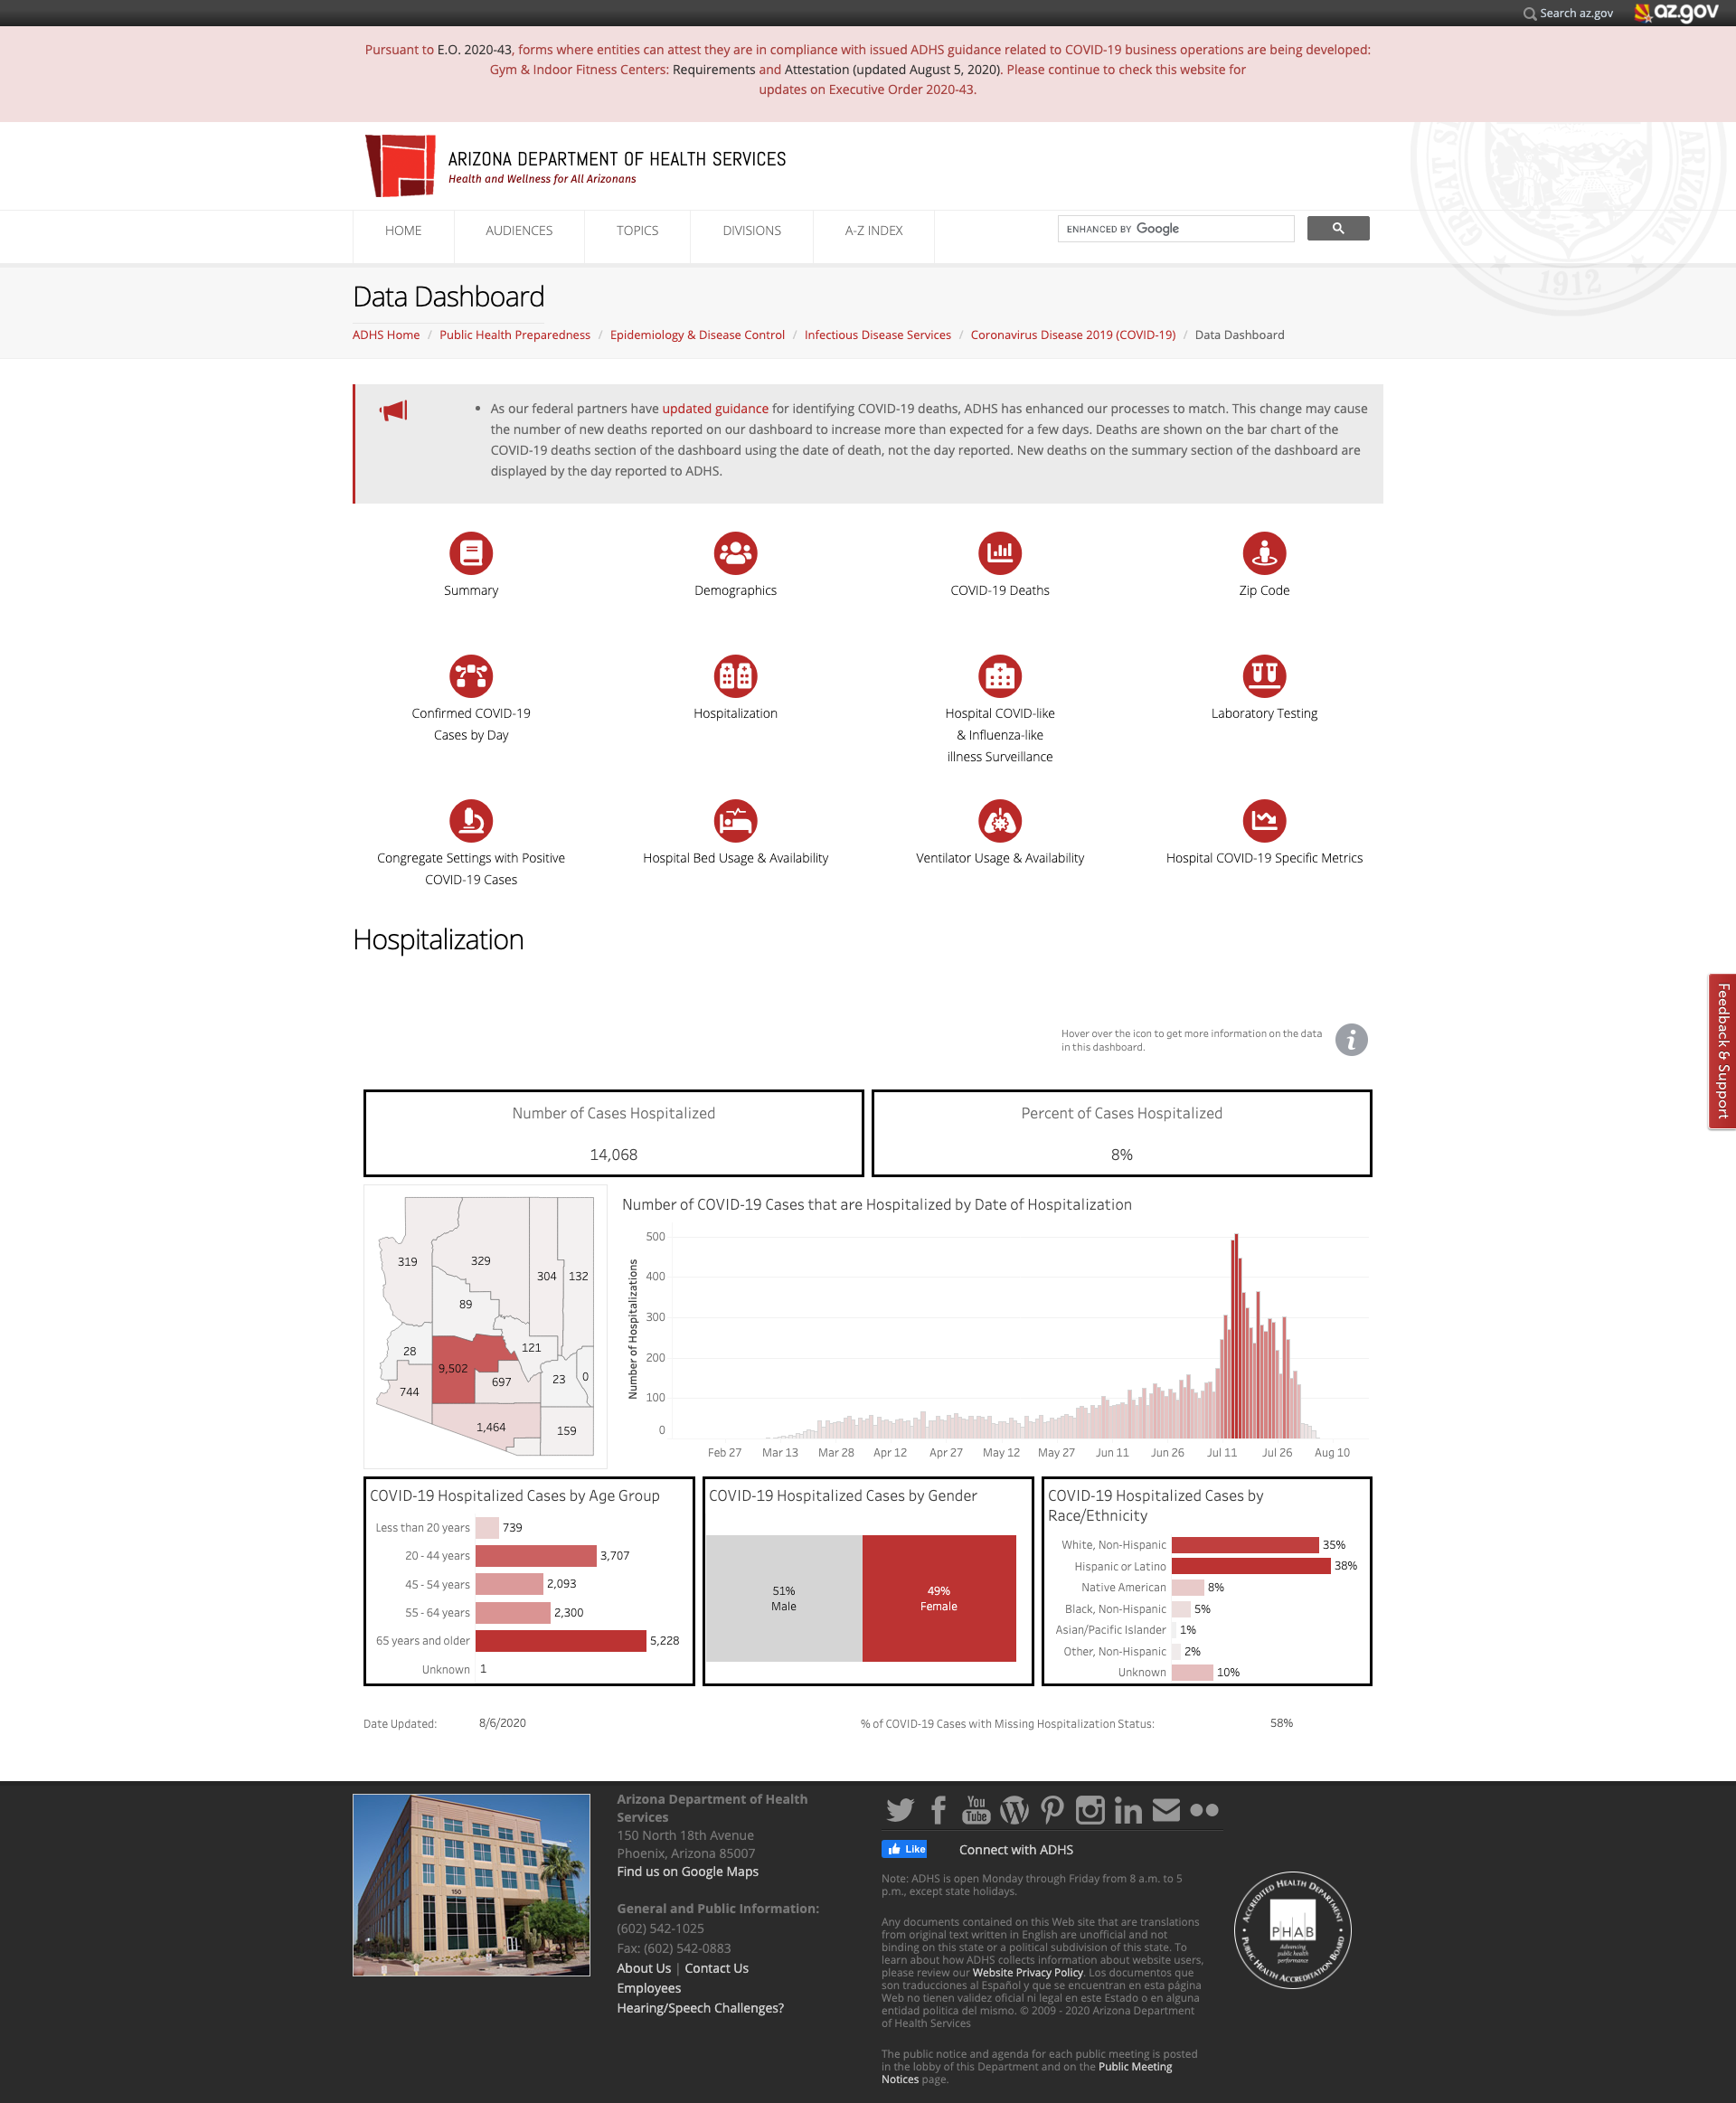 Search az.gov
az.gov
Pursuant to E.O. 2020-43, forms where entities can attest they are in compliance with issued ADHS guidance related to COVID-19 business operations are being developed:
Gym & Indoor Fitness Centers: Requirements and Attestation (updated August 5, 2020). Please continue to check this website for
updates on Executive Order 2020-43.
ARIZONA DEPARTMENT OF HEALTH SERVICES
Health and Wellness for All Arizonans
GREAT S
ARIZONA
1912
HOME
AUDIENCES
TOPICS
DIVISIONS
A-Z INDEX
ENHANCED BY Google
Data Dashboard
ADHS Home / Public Health Preparedness / Epidemiology & Disease Control / Infectious Disease Services / Coronavirus Disease 2019 (COVID-19) / Data Dashboard
• As our federal partners have updated guidance for identifying COVID-19 deaths, ADHS has enhanced our processes to match. This change may cause
the number of new deaths reported on our dashboard to increase more than expected for a few days. Deaths are shown on the bar chart of the
COVID-19 deaths section of the dashboard using the date of death, not the day reported. New deaths on the summary section of the dashboard are
displayed by the day reported to ADHS.
Summary
Demographics
COVID-19 Deaths
Zip Code
Confirmed COVID-19
Cases by Day
Hospitalization
Hospital COVID-like
& Influenza-like
illness Surveillance
Laboratory Testing
Congregate Settings with Positive
COVID-19 Cases
Hospital Bed Usage & Availability
Ventilator Usage & Availability
Hospital COVID-19 Specific Metrics
Hospitalization
Feedback & Support
Hover over the icon to get more information on the data
in this dashboard.
i
Number of Cases Hospitalized
14,068
Percent of Cases Hospitalized
8%
319
329
304
132
89
28
121
9,502
697
23
0
744
1,464
159
Number of COVID-19 Cases that are Hospitalized by Date of Hospitalization
Number of Hospitalizations
500
400
300
200
100
0
Feb 27
Mar 13
Mar 28
Apr 12
Apr 27
May 12
May 27
Jun 11
Jun 26
Jul 11
Jul 26
Aug 10
COVID-19 Hospitalized Cases by Age Group
Less than 20 years 739
20 - 44 years 3,707
45 - 54 years 2,093
55 - 64 years 2,300
65 years and older 5,228
Unknown 1
COVID-19 Hospitalized Cases by Gender
51%
Male
49%
Female
COVID-19 Hospitalized Cases by
Race/Ethnicity
White, Non-Hispanic 35%
Hispanic or Latino 38%
Native American 8%
Black, Non-Hispanic 5%
Asian/Pacific Islander 1%
Other, Non-Hispanic 2%
Unknown 10%
Date Updated: 8/6/2020
% of COVID-19 Cases with Missing Hospitalization Status: 58%
150
Arizona Department of Health
Services
150 North 18th Avenue
Phoenix, Arizona 85007
Find us on Google Maps
General and Public Information:
(602) 542-1025
Fax: (602) 542-0883
About Us | Contact Us
Employees
Hearing/Speech Challenges?
You
Tube
Like
Connect with ADHS
Note: ADHS is open Monday through Friday from 8 a.m. to 5
p.m., except state holidays.
Any documents contained on this Web site that are translations
from original text written in English are unofficial and not
binding on this state or a political subdivision of this state. To
learn about how ADHS collects information about website users,
please review our Website Privacy Policy. Los documentos que
son traducciones al Español y que se encuentran en esta página
Web no tienen validez oficial ni legal en este Estado o en alguna
entidad politica del mismo. © 2009 - 2020 Arizona Department
of Health Services
The public notice and agenda for each public meeting is posted
in the lobby of this Department and on the Public Meeting
Notices page.
ACCREDITED HEALTH DEPARTMENT
PHAB
Advancing
public health
performance
PUBLIC HEALTH ACCREDITATION BOARD